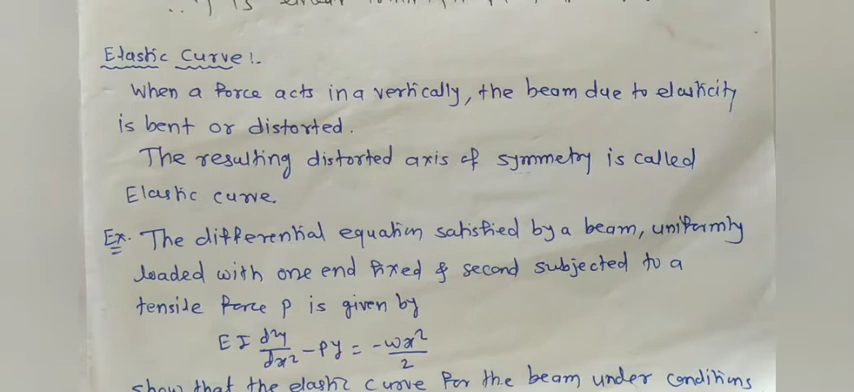 Elastic Curve :-
When a force acts in a vertically, the beam due to elasticity
is bent or distorted.
The resulting distorted axis of symmetry is called
Elastic curve.
Ex. The differential equation satisfied by a beam, uniformly
loaded with one end fixed & second subjected to a
tensile force p is given by
EI d²y/dx² - py = -wx²/2
show that the elastic curve for the beam under conditions